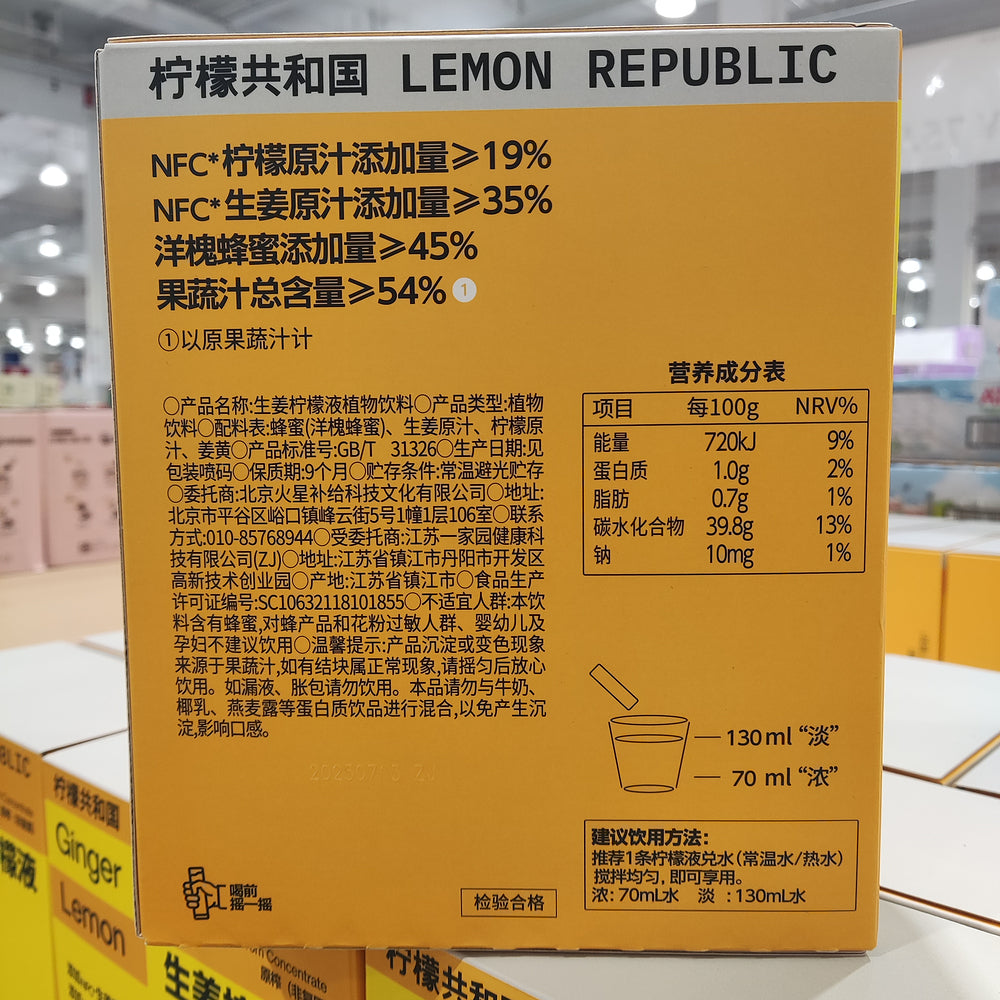 柠檬共和国 LEMON REPUBLIC
NFC*柠檬原汁添加量≥19%
NFC*生姜原汁添加量≥35%
洋槐蜂蜜添加量≥45%
果蔬汁总含量≥54%①
①以原果蔬汁计
○产品名称:生姜柠檬液植物饮料○产品类型:植物
饮料○配料表:蜂蜜(洋槐蜂蜜)、生姜原汁、柠檬原
汁、姜黄○产品标准号:GB/T 31326○生产日期:见
包装喷码○保质期:9个月○贮存条件:常温避光贮存
○委托商:北京火星补给科技文化有限公司○地址:
北京市平谷区峪口镇峰云街5号1幢1层106室○联系
方式:010-85768944○受委托商:江苏一家园健康科
技有限公司(ZJ)○地址:江苏省镇江市丹阳市开发区
高新技术创业园○产地:江苏省镇江市○食品生产
许可证编号:SC10632118101855○不适宜人群:本饮
料含有蜂蜜,对蜂产品和花粉过敏人群、婴幼儿及
孕妇不建议饮用○温馨提示:产品沉淀或变色现象
来源于果蔬汁,如有结块属正常现象,请摇匀后放心
饮用。如漏液、胀包请勿饮用。本品请勿与牛奶、
椰乳、燕麦露等蛋白质饮品进行混合,以免产生沉
淀,影响口感。
20230713 ZJ
营养成分表
项目 每100g NRV%
能量 720kJ 9%
蛋白质 1.0g 2%
脂肪 0.7g 1%
碳水化合物 39.8g 13%
钠 10mg 1%
130ml “淡”
70 ml “浓”
建议饮用方法:
推荐1条柠檬液兑水(常温水/热水)
搅拌均匀,即可享用。
浓:70ml水 淡:130ml水
喝前
摇一摇
检验合格
柠檬共和国
Ginger
Lemon
檬液
生姜
Concentrate
柠檬共和